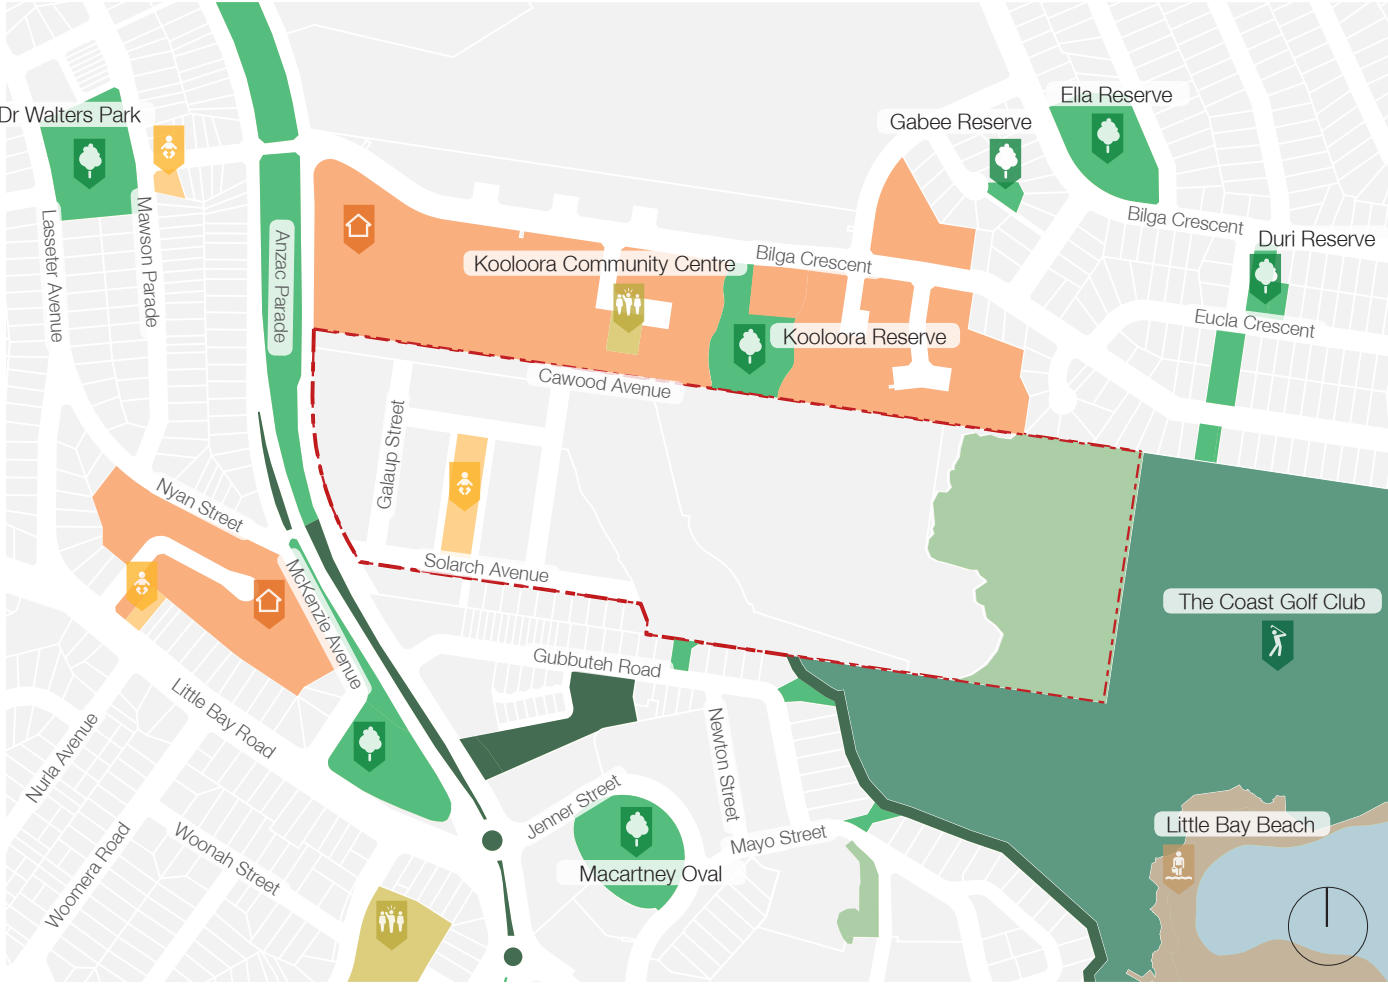 Ella Reserve
Dr Walters Park
Gabee Reserve
Bilga Crescent
Duri Reserve
Lasseter Avenue
Mawson Parade
Anzac Parade
Kooloora Community Centre
Bilga Crescent
Eucla Crescent
Kooloora Reserve
Cawood Avenue
Galaup Street
Nyan Street
Solarch Avenue
McKenzie Avenue
The Coast Golf Club
Gubbuteh Road
Little Bay Road
Newton Street
Nurla Avenue
Jenner Street
Little Bay Beach
Mayo Street
Woomera Road
Woonah Street
Macartney Oval